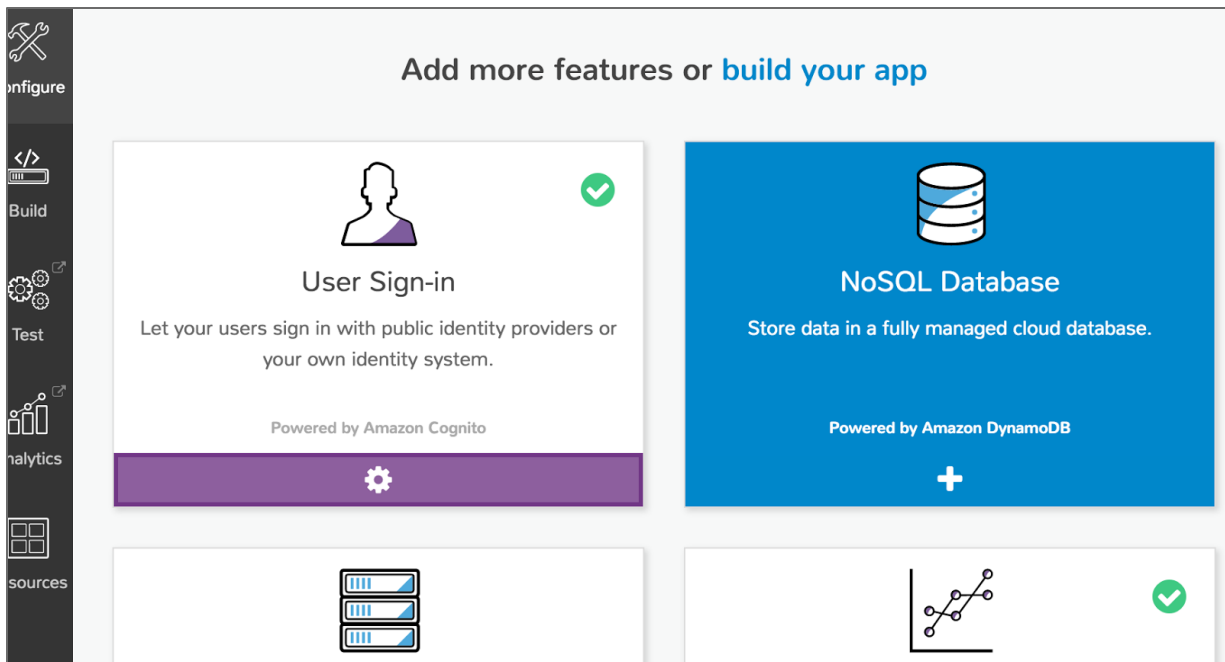 Add more features or build your app
onfigure
Build
Test
nalytics
sources
User Sign-in
Let your users sign in with public identity providers or
your own identity system.
Powered by Amazon Cognito
NoSQL Database
Store data in a fully managed cloud database.
Powered by Amazon DynamoDB